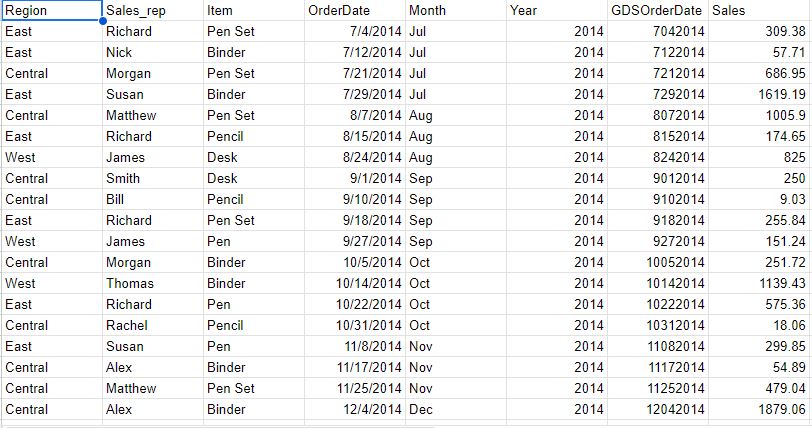 Region Sales_rep Item OrderDate Month Year GDSOrderDate Sales
East Richard Pen Set 7/4/2014 Jul 2014 7042014 309.38
East Nick Binder 7/12/2014 Jul 2014 7122014 57.71
Central Morgan Pen Set 7/21/2014 Jul 2014 7212014 686.95
East Susan Binder 7/29/2014 Jul 2014 7292014 1619.19
Central Matthew Pen Set 8/7/2014 Aug 2014 8072014 1005.9
East Richard Pencil 8/15/2014 Aug 2014 8152014 174.65
West James Desk 8/24/2014 Aug 2014 8242014 825
Central Smith Desk 9/1/2014 Sep 2014 9012014 250
Central Bill Pencil 9/10/2014 Sep 2014 9102014 9.03
East Richard Pen Set 9/18/2014 Sep 2014 9182014 255.84
West James Pen 9/27/2014 Sep 2014 9272014 151.24
Central Morgan Binder 10/5/2014 Oct 2014 10052014 251.72
West Thomas Binder 10/14/2014 Oct 2014 10142014 1139.43
East Richard Pen 10/22/2014 Oct 2014 10222014 575.36
Central Rachel Pencil 10/31/2014 Oct 2014 10312014 18.06
East Susan Pen 11/8/2014 Nov 2014 11082014 299.85
Central Alex Binder 11/17/2014 Nov 2014 11172014 54.89
Central Matthew Pen Set 11/25/2014 Nov 2014 11252014 479.04
Central Alex Binder 12/4/2014 Dec 2014 12042014 1879.06